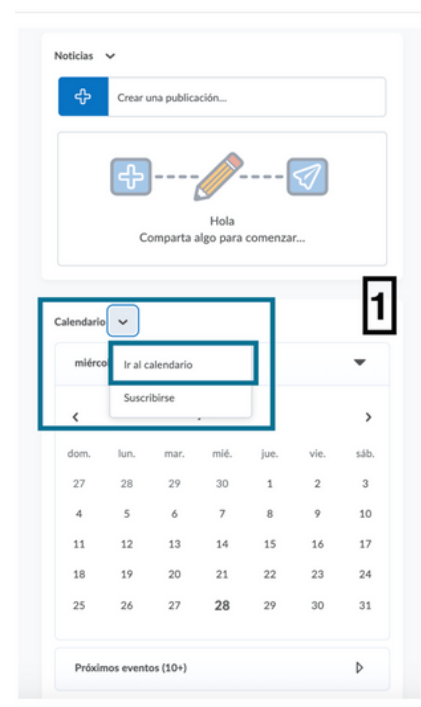 Noticias
Crear una publicación...
Hola
Comparta algo para comenzar...
1
Calendario
miérco
Ir al calendario
Suscribirse
dom. lun. mar. mié. jue. vie. sáb.
27 28 29 30 1 2 3
4 5 6 7 8 9 10
11 12 13 14 15 16 17
18 19 20 21 22 23 24
25 26 27 28 29 30 31
Próximos eventos (10+)